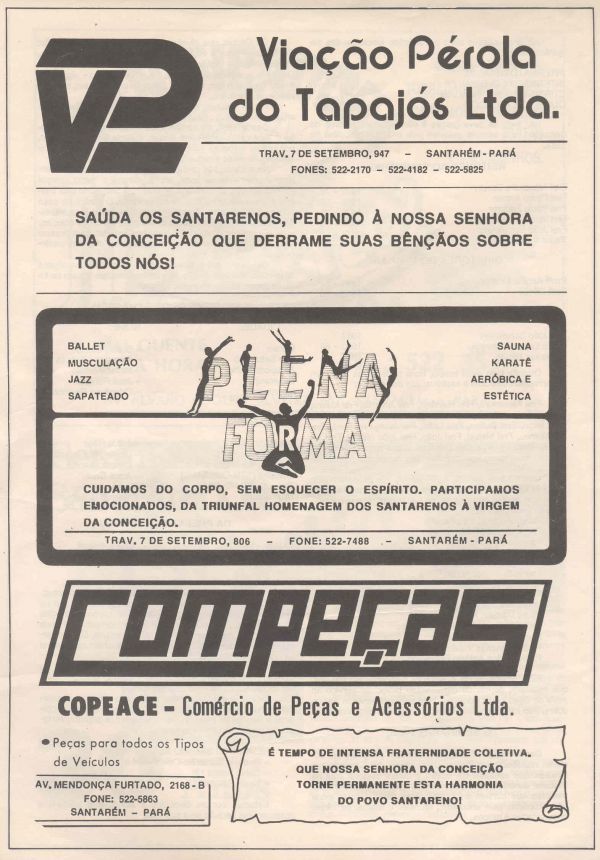 VP
Viação Pérola
do Tapajós Ltda.
TRAV. 7 DE SETEMBRO, 947 – SANTARÉM - PARÁ
FONES: 522-2170 – 522-4182 – 522-5825
SAÚDA OS SANTARENOS, PEDINDO À NOSSA SENHORA
DA CONCEIÇÃO QUE DERRAME SUAS BÊNÇÃOS SOBRE
TODOS NÓS!
BALLET
MUSCULAÇÃO
JAZZ
SAPATEADO
PLENA
FORMA
SAUNA
KARATÊ
AERÓBICA E
ESTÉTICA
CUIDAMOS DO CORPO, SEM ESQUECER O ESPÍRITO. PARTICIPAMOS
EMOCIONADOS, DA TRIUNFAL HOMENAGEM DOS SANTARENOS À VIRGEM
DA CONCEIÇÃO.
TRAV. 7 DE SETEMBRO, 806 – FONE: 522-7488 – SANTARÉM - PARÁ
compeças
COPEACE – Comércio de Peças e Acessórios Ltda.
• Peças para todos os Tipos
de Veículos
AV. MENDONÇA FURTADO, 2168 - B
FONE: 522-5863
SANTARÉM – PARÁ
É TEMPO DE INTENSA FRATERNIDADE COLETIVA.
QUE NOSSA SENHORA DA CONCEIÇÃO
TORNE PERMANENTE ESTA HARMONIA
DO POVO SANTARENO!